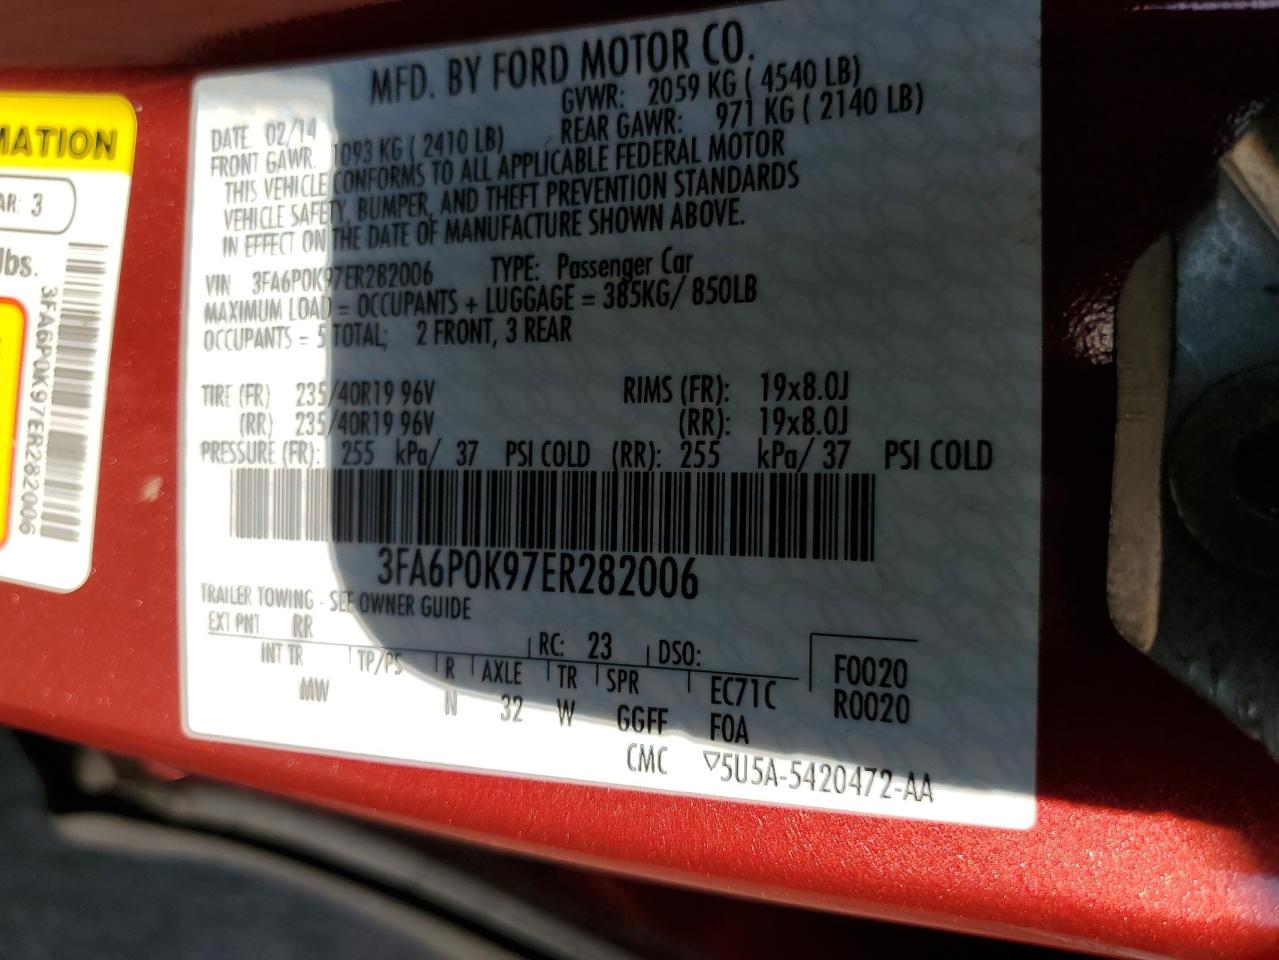 MFD. BY FORD MOTOR CO.
DATE: 02/14 GVWR: 2059 KG ( 4540 LB)
FRONT GAWR: 1093 KG ( 2410 LB) REAR GAWR: 971 KG ( 2140 LB)
THIS VEHICLE CONFORMS TO ALL APPLICABLE FEDERAL MOTOR
VEHICLE SAFETY, BUMPER, AND THEFT PREVENTION STANDARDS
IN EFFECT ON THE DATE OF MANUFACTURE SHOWN ABOVE.
VIN 3FA6P0K97ER282006 TYPE: Passenger Car
MAXIMUM LOAD = OCCUPANTS + LUGGAGE = 385KG/ 850LB
OCCUPANTS = 5 TOTAL; 2 FRONT, 3 REAR
TIRE (FR) 235/40R19 96V RIMS (FR): 19x8.0J
(RR) 235/40R19 96V (RR): 19x8.0J
PRESSURE (FR): 255 kPa/ 37 PSI COLD (RR): 255 kPa/ 37 PSI COLD
3FA6P0K97ER282006
TRAILER TOWING - SEE OWNER GUIDE
EXT PNT: RR RC: 23 DSO: F0020
INT TR TP/PS R AXLE TR SPR EC71C R0020
MW N 32 W GGFF FOA
CMC ▽5U5A-5420472-AA
MATION
AR: 3
lbs.
3FA6P0K97ER282006